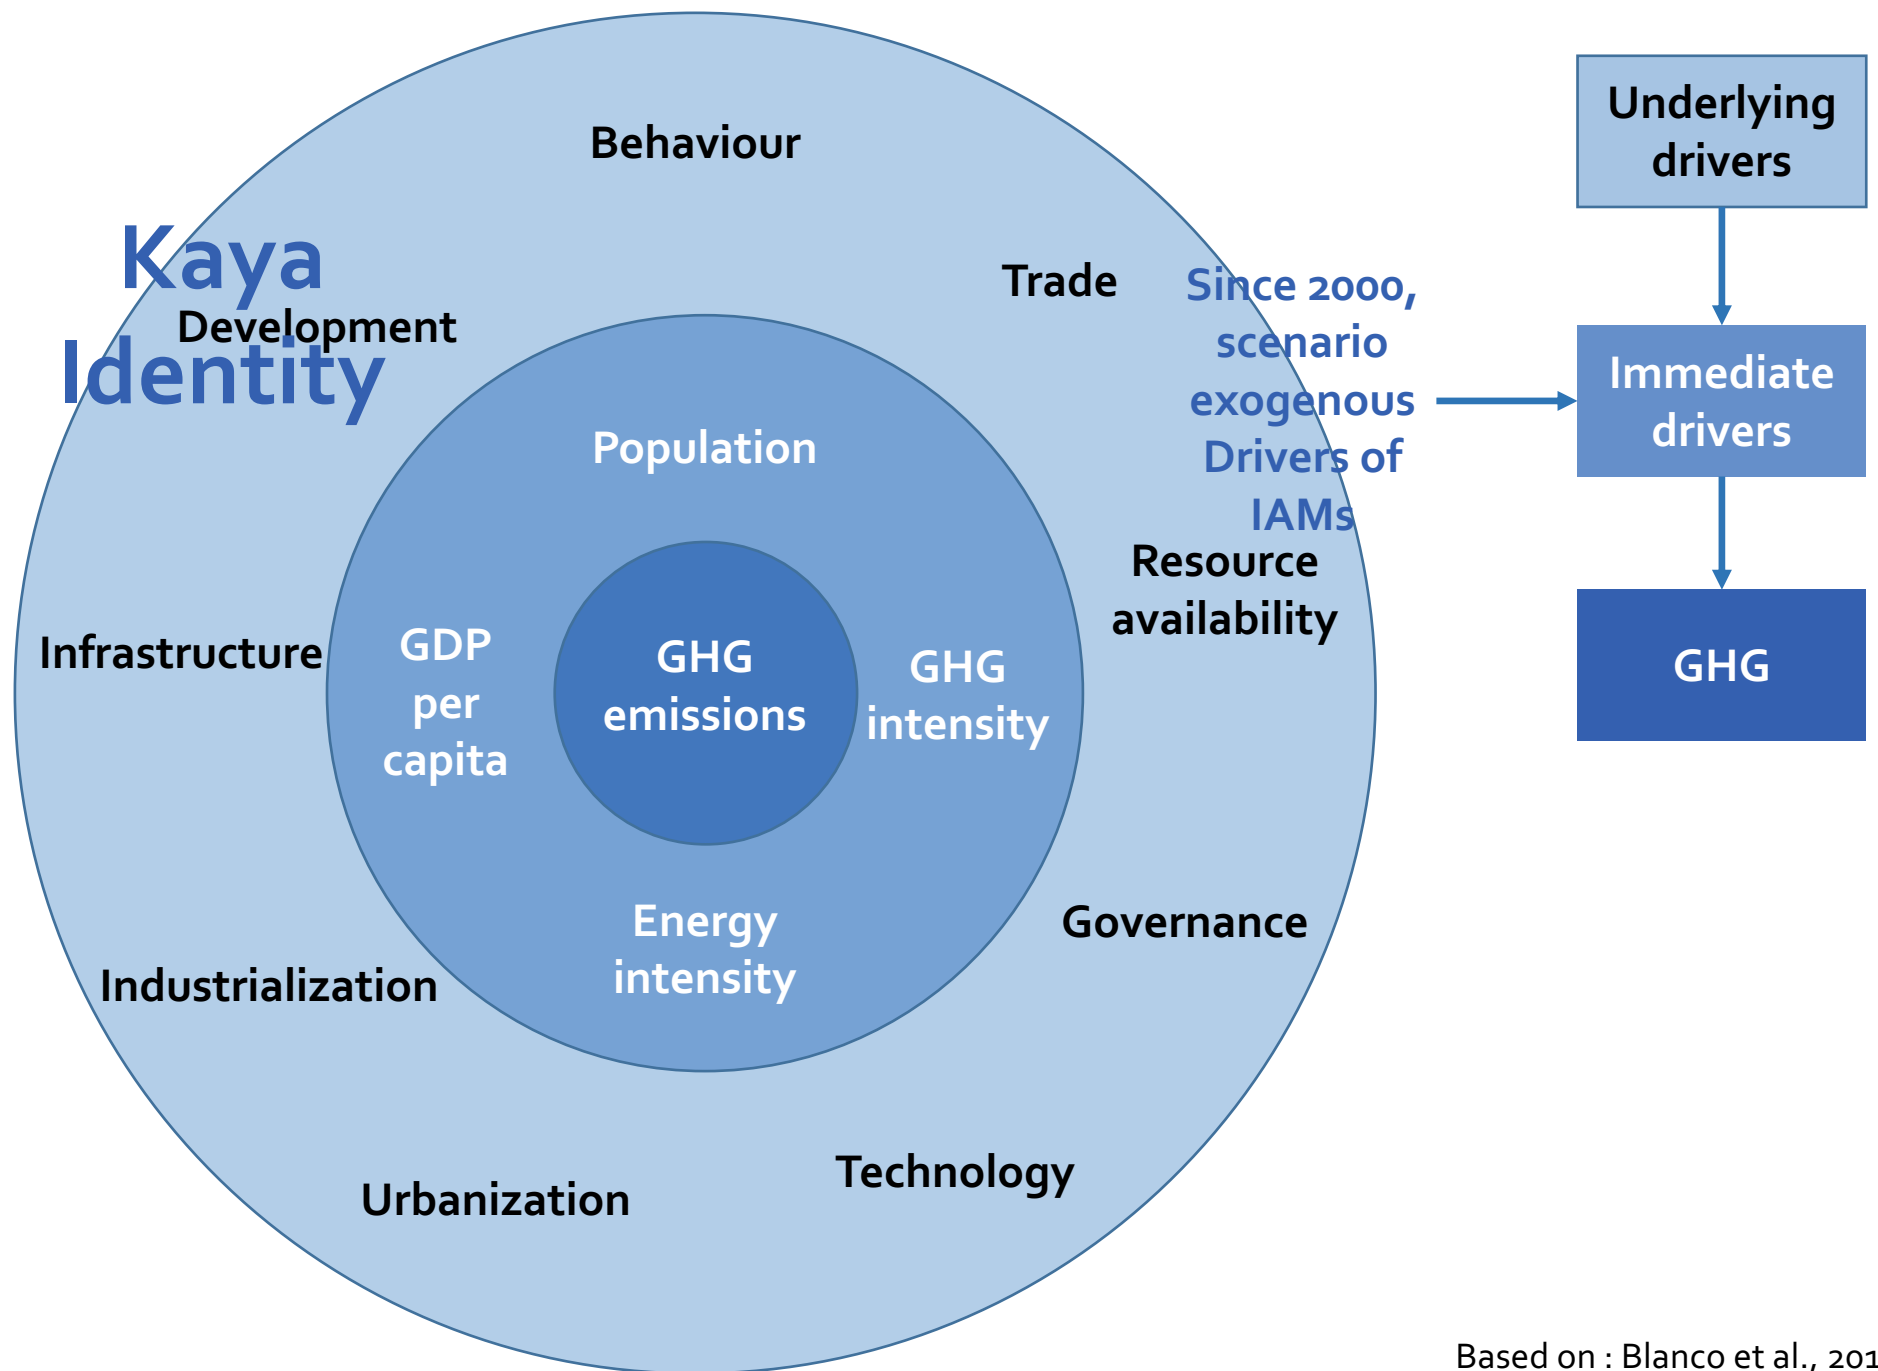 Behaviour
Kaya
Identity
Development
Trade
Since 2000,
scenario
exogenous
Drivers of
IAMs
Population
Resource
availability
Infrastructure
GDP
per
capita
GHG
emissions
GHG
intensity
Energy
intensity
Governance
Industrialization
Technology
Urbanization
Underlying
drivers
Immediate
drivers
GHG
Based on : Blanco et al., 201